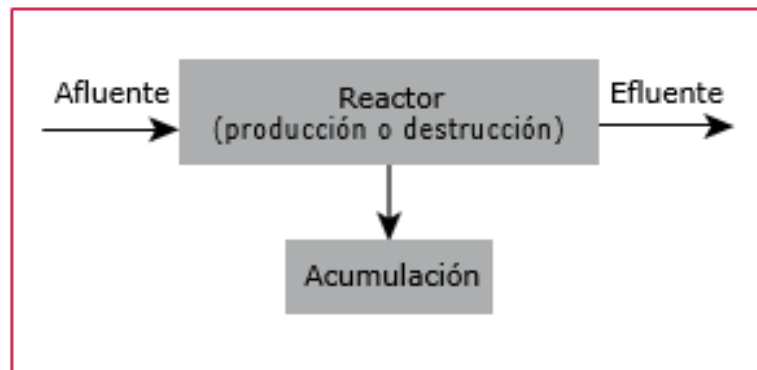 Afluente
Reactor
(producción o destrucción)
Efluente
Acumulación